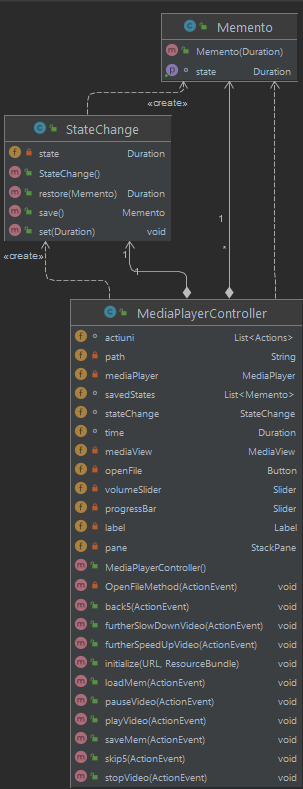 Memento
Memento(Duration)
state Duration
«create»
StateChange
state Duration
StateChange()
restore(Memento) Duration
save() Memento
set(Duration) void
1
*
«create»
1
1
MediaPlayerController
actiuni List<Actions>
path String
mediaPlayer MediaPlayer
savedStates List<Memento>
stateChange StateChange
time Duration
mediaView MediaView
openFile Button
volumeSlider Slider
progressBar Slider
label Label
pane StackPane
MediaPlayerController()
OpenFileMethod(ActionEvent) void
back5(ActionEvent) void
furtherSlowDownVideo(ActionEvent) void
furtherSpeedUpVideo(ActionEvent) void
initialize(URL, ResourceBundle) void
loadMem(ActionEvent) void
pauseVideo(ActionEvent) void
playVideo(ActionEvent) void
saveMem(ActionEvent) void
skip5(ActionEvent) void
stopVideo(ActionEvent) void